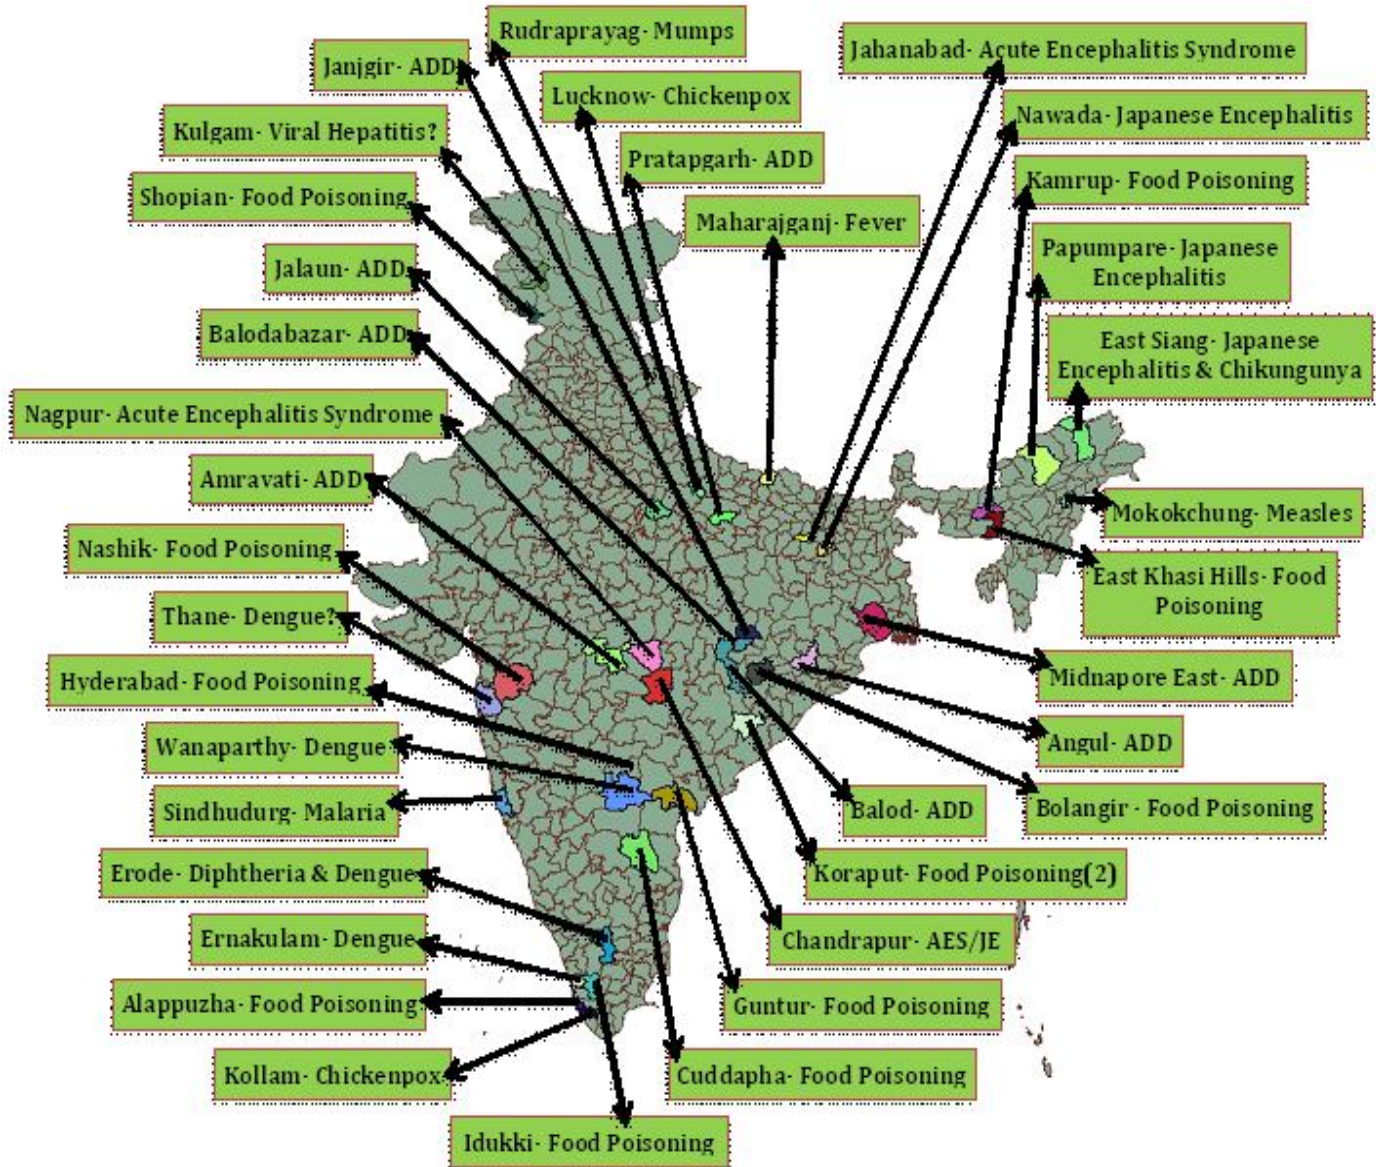 Rudraprayag- Mumps
Janjgir- ADD
Lucknow- Chickenpox
Kulgam- Viral Hepatitis?
Pratapgarh- ADD
Shopian- Food Poisoning
Maharajganj- Fever
Jalaun- ADD
Balodabazar- ADD
Nagpur- Acute Encephalitis Syndrome
Amravati- ADD
Nashik- Food Poisoning
Thane- Dengue?
Hyderabad- Food Poisoning
Wanaparthy- Dengue
Sindhudurg- Malaria
Erode- Diphtheria & Dengue
Ernakulam- Dengue
Alappuzha- Food Poisoning
Kollam- Chickenpox
Idukki- Food Poisoning
Jahanabad- Acute Encephalitis Syndrome
Nawada- Japanese Encephalitis
Kamrup- Food Poisoning
Papumpare- Japanese
Encephalitis
East Siang- Japanese
Encephalitis & Chikungunya
Mokokchung- Measles
East Khasi Hills- Food
Poisoning
Midnapore East- ADD
Angul- ADD
Bolangir - Food Poisoning
Balod- ADD
Koraput- Food Poisoning(2)
Chandrapur- AES/JE
Guntur- Food Poisoning
Cuddapha- Food Poisoning